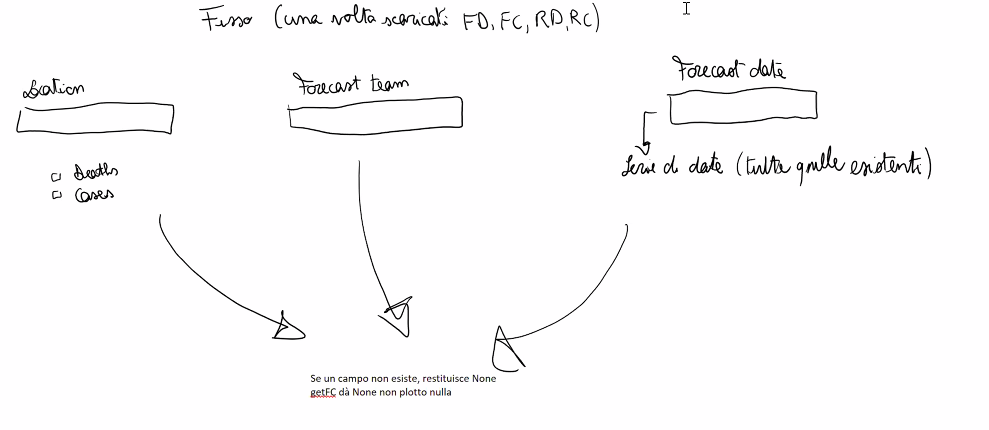 Fisso (una volta scaricati FD, FC, RD, RC)
Location
Forecast team
Forecast date
Deaths
Cases
Serie di date (tutte quelle esistenti)
Se un campo non esiste, restituisce None
getFC dà None non plotto nulla